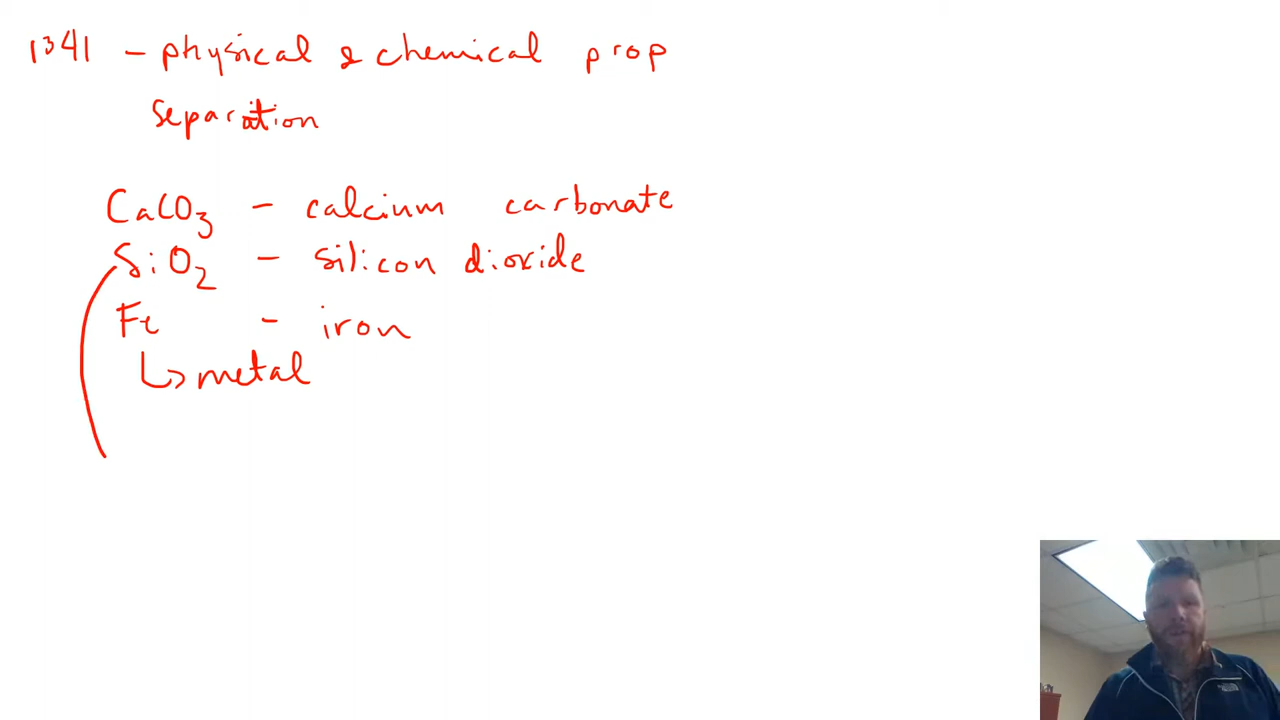 1341 - physical & chemical prop
separation
CaCO3 - calcium carbonate
SiO2 - silicon dioxide
Fe - iron
↳ metal